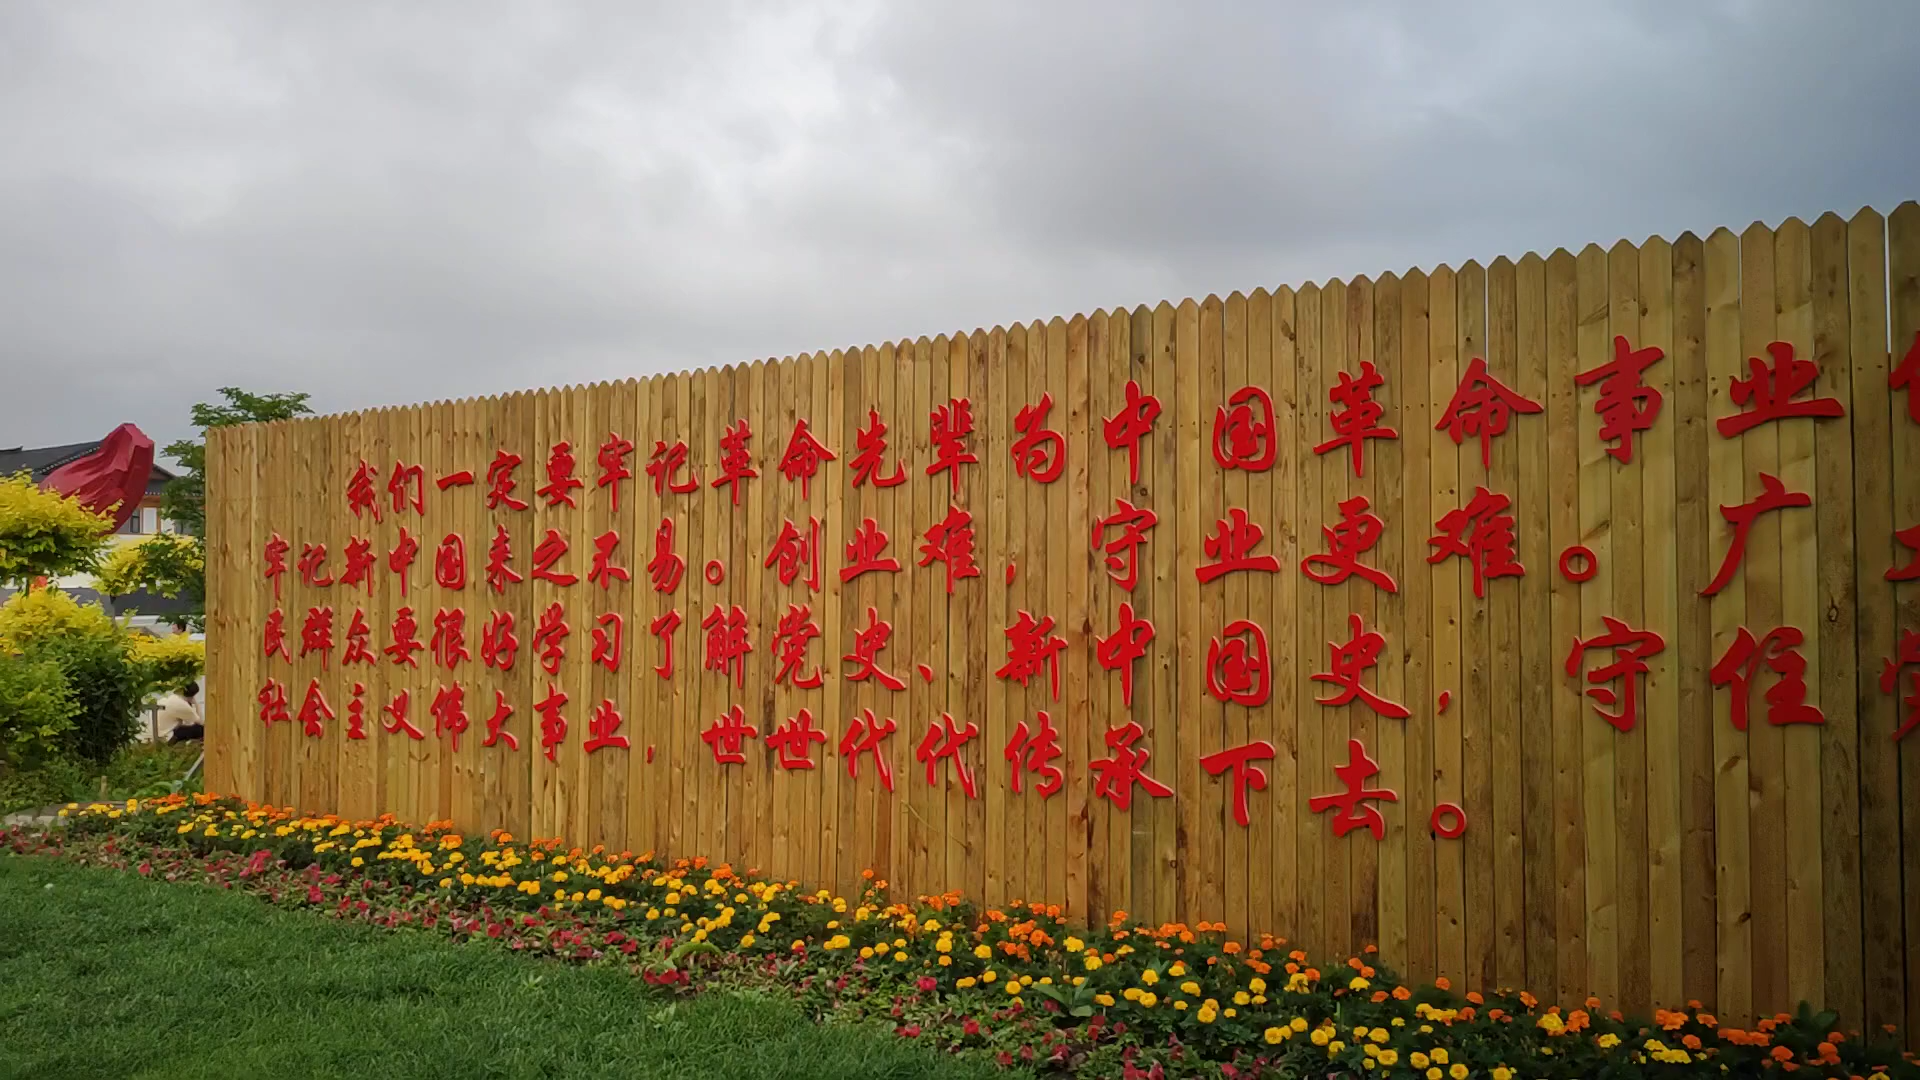 我们一定要牢记革命先辈为中国革命事业
牢记新中国来之不易。创业难，守业更难。广
民群众要很好学习了解党史、新中国史，守住
社会主义伟大事业，世世代代传承下去。